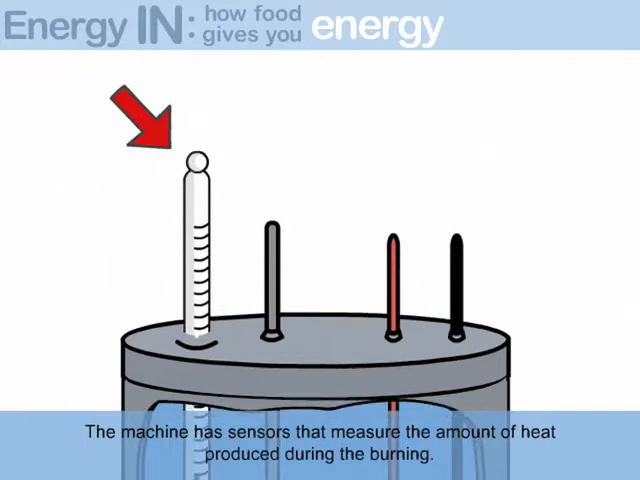 Energy IN: how food gives you energy
The machine has sensors that measure the amount of heat
produced during the burning.